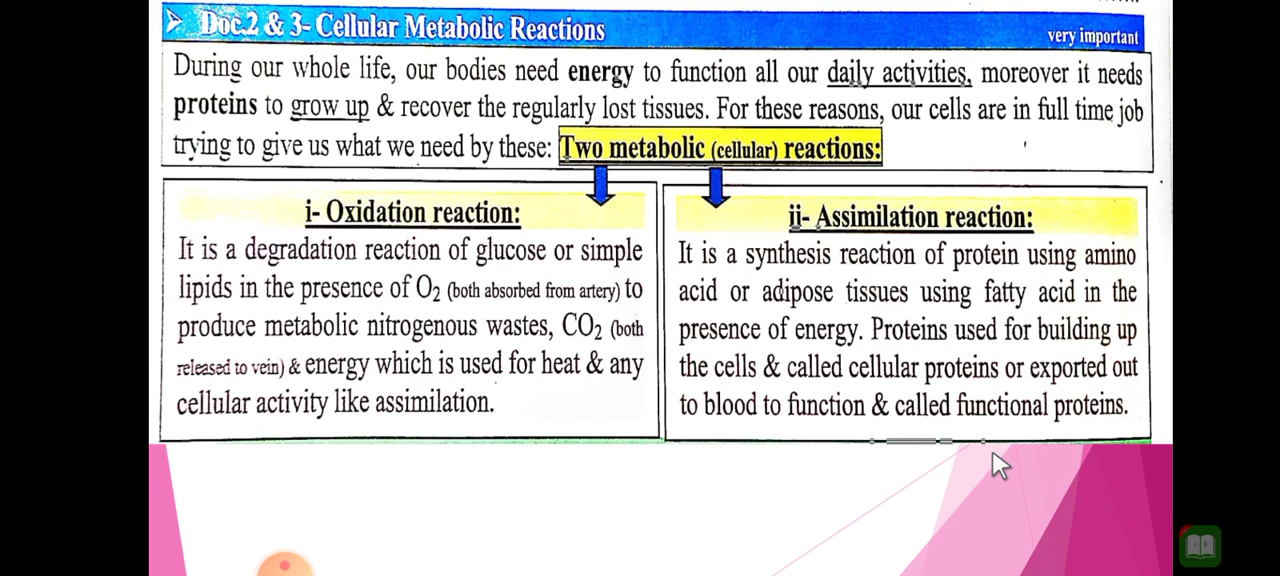 ➤ Doc.2 & 3- Cellular Metabolic Reactions
very important
During our whole life, our bodies need energy to function all our daily activities, moreover it needs
proteins to grow up & recover the regularly lost tissues. For these reasons, our cells are in full time job
trying to give us what we need by these: Two metabolic (cellular) reactions:
i- Oxidation reaction:
It is a degradation reaction of glucose or simple
lipids in the presence of O₂ (both absorbed from artery) to
produce metabolic nitrogenous wastes, CO₂ (both
released to vein) & energy which is used for heat & any
cellular activity like assimilation.
ii- Assimilation reaction:
It is a synthesis reaction of protein using amino
acid or adipose tissues using fatty acid in the
presence of energy. Proteins used for building up
the cells & called cellular proteins or exported out
to blood to function & called functional proteins.